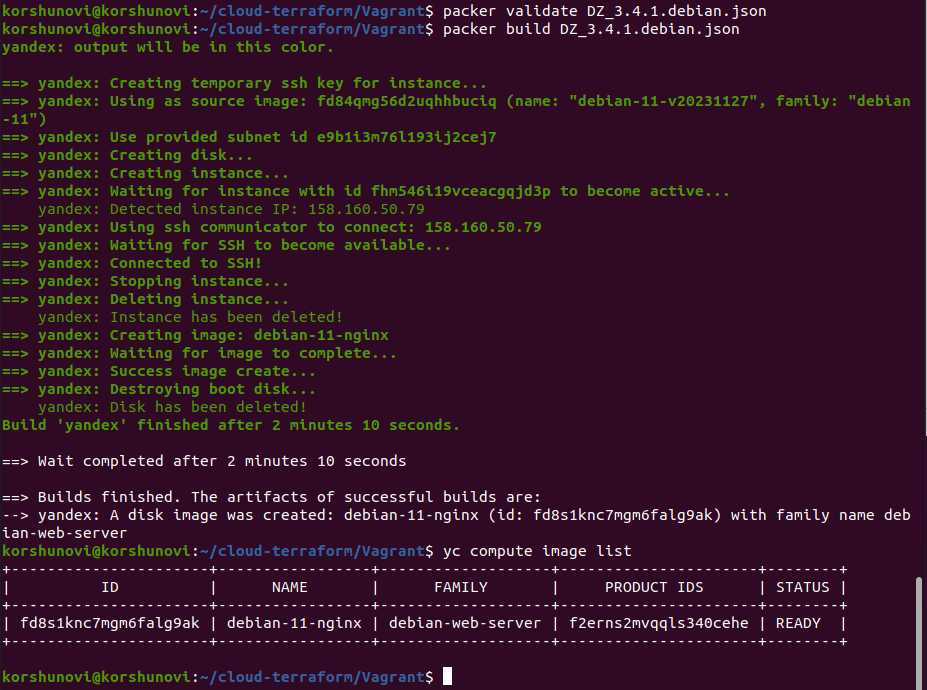 korshunovi@korshunovi:~/cloud-terraform/Vagrant$ packer validate DZ_3.4.1.debian.json
korshunovi@korshunovi:~/cloud-terraform/Vagrant$ packer build DZ_3.4.1.debian.json
yandex: output will be in this color.

==> yandex: Creating temporary ssh key for instance...
==> yandex: Using as source image: fd84qmg56d2uqhhbuciq (name: "debian-11-v20231127", family: "debian
-11")
==> yandex: Use provided subnet id e9b1i3m76l193ij2cej7
==> yandex: Creating disk...
==> yandex: Creating instance...
==> yandex: Waiting for instance with id fhm546i19vceacgqjd3p to become active...
    yandex: Detected instance IP: 158.160.50.79
==> yandex: Using ssh communicator to connect: 158.160.50.79
==> yandex: Waiting for SSH to become available...
==> yandex: Connected to SSH!
==> yandex: Stopping instance...
==> yandex: Deleting instance...
    yandex: Instance has been deleted!
==> yandex: Creating image: debian-11-nginx
==> yandex: Waiting for image to complete...
==> yandex: Success image create...
==> yandex: Destroying boot disk...
    yandex: Disk has been deleted!
Build 'yandex' finished after 2 minutes 10 seconds.

==> Wait completed after 2 minutes 10 seconds

==> Builds finished. The artifacts of successful builds are:
--> yandex: A disk image was created: debian-11-nginx (id: fd8s1knc7mgm6falg9ak) with family name deb
ian-web-server
korshunovi@korshunovi:~/cloud-terraform/Vagrant$ yc compute image list
+----------------------+-----------------+-------------------+----------------------+--------+
|          ID          |      NAME       |      FAMILY       |     PRODUCT IDS      | STATUS |
+----------------------+-----------------+-------------------+----------------------+--------+
| fd8s1knc7mgm6falg9ak | debian-11-nginx | debian-web-server | f2erns2mvqqls340cehe | READY  |
+----------------------+-----------------+-------------------+----------------------+--------+

korshunovi@korshunovi:~/cloud-terraform/Vagrant$